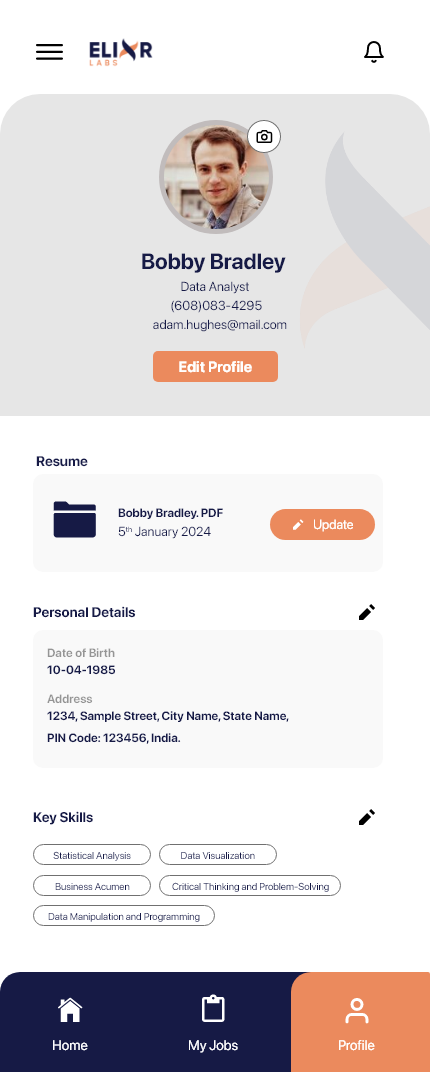 ELIXR
LABS
Bobby Bradley
Data Analyst
(608)083-4295
adam.hughes@mail.com
Edit Profile
Resume
Bobby Bradley. PDF
5th January 2024
Update
Personal Details
Date of Birth
10-04-1985
Address
1234, Sample Street, City Name, State Name,
PIN Code: 123456, India.
Key Skills
Statistical Analysis
Data Visualization
Business Acumen
Critical Thinking and Problem-Solving
Data Manipulation and Programming
Home
My Jobs
Profile